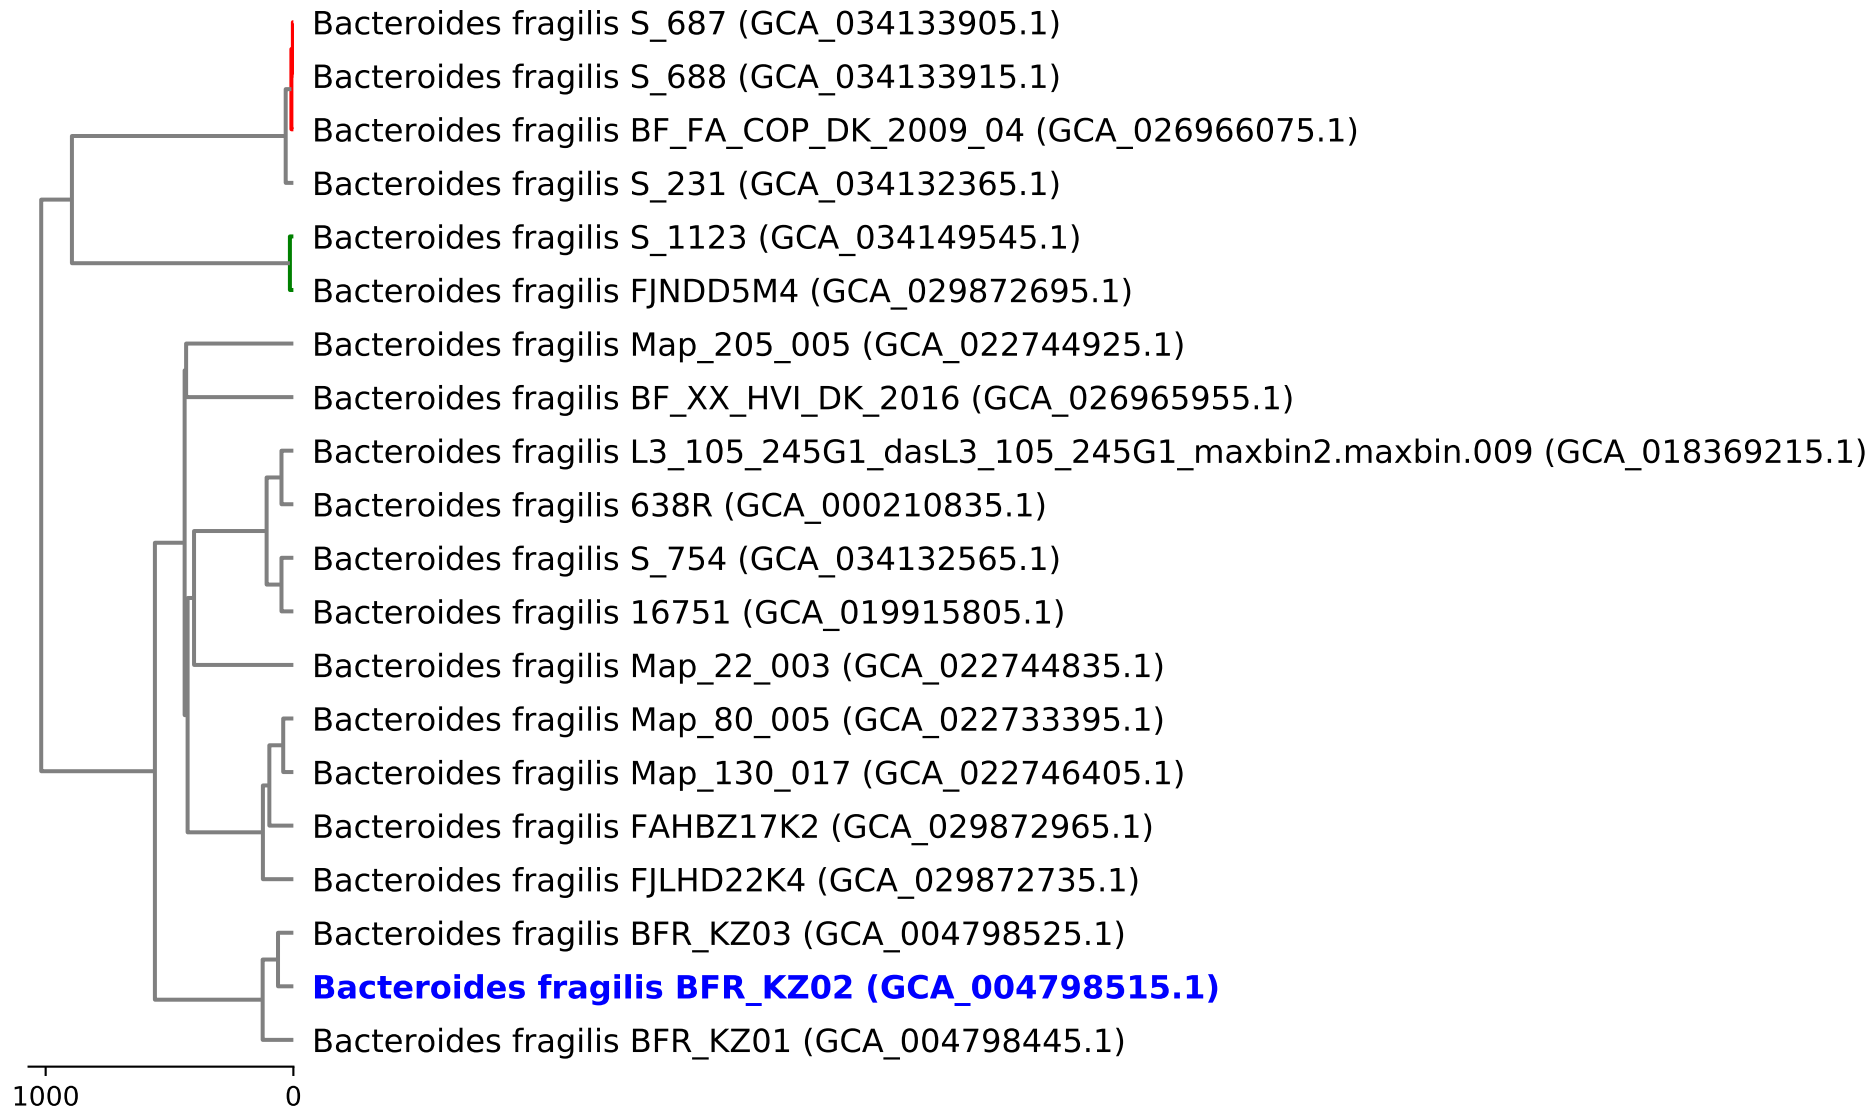 Bacteroides fragilis S_687 (GCA_034133905.1)
Bacteroides fragilis S_688 (GCA_034133915.1)
Bacteroides fragilis BF_FA_COP_DK_2009_04 (GCA_026966075.1)
Bacteroides fragilis S_231 (GCA_034132365.1)
Bacteroides fragilis S_1123 (GCA_034149545.1)
Bacteroides fragilis FJNDD5M4 (GCA_029872695.1)
Bacteroides fragilis Map_205_005 (GCA_022744925.1)
Bacteroides fragilis BF_XX_HVI_DK_2016 (GCA_026965955.1)
Bacteroides fragilis L3_105_245G1_dasL3_105_245G1_maxbin2.maxbin.009 (GCA_018369215.1)
Bacteroides fragilis 638R (GCA_000210835.1)
Bacteroides fragilis S_754 (GCA_034132565.1)
Bacteroides fragilis 16751 (GCA_019915805.1)
Bacteroides fragilis Map_22_003 (GCA_022744835.1)
Bacteroides fragilis Map_80_005 (GCA_022733395.1)
Bacteroides fragilis Map_130_017 (GCA_022746405.1)
Bacteroides fragilis FAHBZ17K2 (GCA_029872965.1)
Bacteroides fragilis FJLHD22K4 (GCA_029872735.1)
Bacteroides fragilis BFR_KZ03 (GCA_004798525.1)
Bacteroides fragilis BFR_KZ02 (GCA_004798515.1)
Bacteroides fragilis BFR_KZ01 (GCA_004798445.1)
1000 0